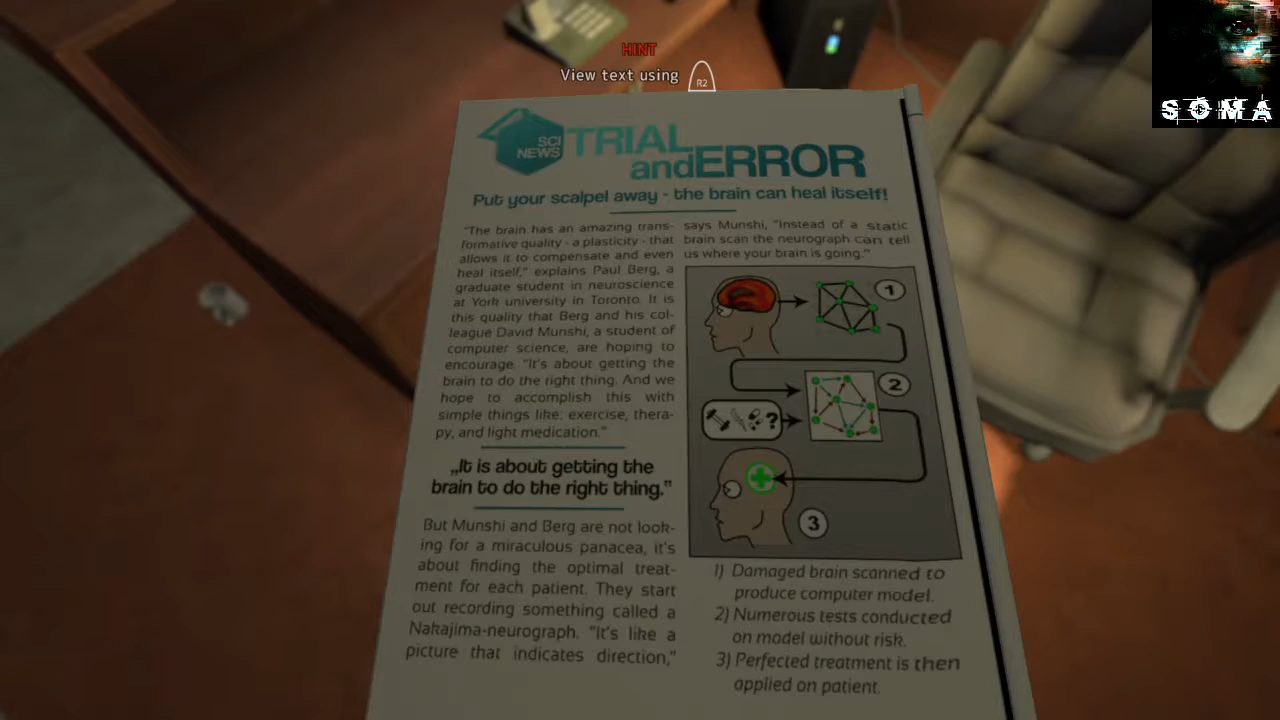 HINT
View text using R2
SOMA
SCI
NEWS
TRIAL
andERROR
Put your scalpel away - the brain can heal itself!
"The brain has an amazing trans-
formative quality - a plasticity - that
allows it to compensate and even
heal itself," explains Paul Berg, a
graduate student in neuroscience
at York university in Toronto. It is
this quality that Berg and his col-
league David Munshi, a student of
computer science, are hoping to
encourage. "It's about getting the
brain to do the right thing. And we
hope to accomplish this with
simple things like: exercise, thera-
py, and light medication."
„It is about getting the
brain to do the right thing."
But Munshi and Berg are not look-
ing for a miraculous panacea, it's
about finding the optimal treat-
ment for each patient. They start
out recording something called a
Nakajima-neurograph. "It's like a
picture that indicates direction,"
says Munshi, "Instead of a static
brain scan the neurograph can tell
us where your brain is going."
1
2
?
3
1) Damaged brain scanned to
produce computer model.
2) Numerous tests conducted
on model without risk.
3) Perfected treatment is then
applied on patient.